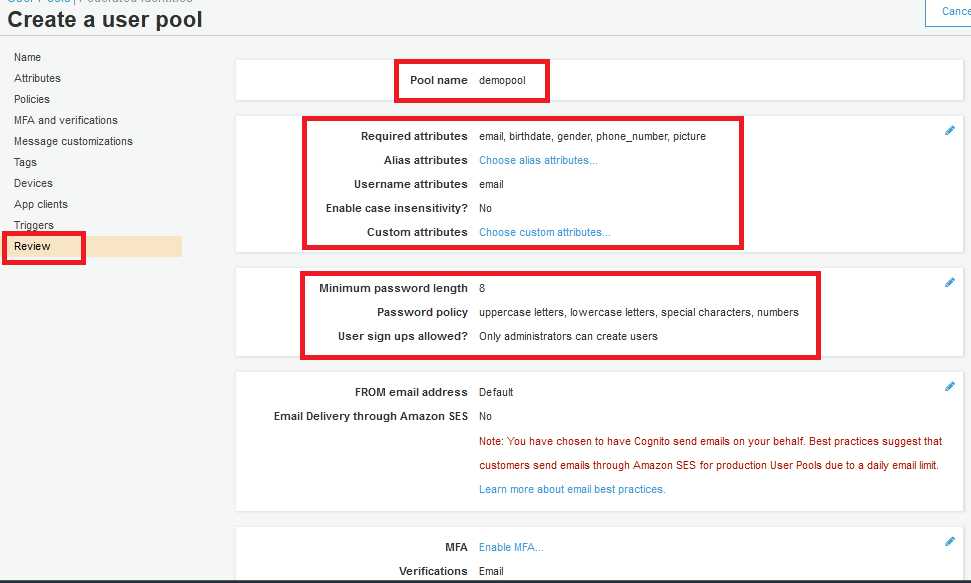 User Pools | Federated Identities
Create a user pool
Cance
Name
Attributes
Policies
MFA and verifications
Message customizations
Tags
Devices
App clients
Triggers
Review
Pool name demopool
Required attributes email, birthdate, gender, phone_number, picture
Alias attributes Choose alias attributes...
Username attributes email
Enable case insensitivity? No
Custom attributes Choose custom attributes...
Minimum password length 8
Password policy uppercase letters, lowercase letters, special characters, numbers
User sign ups allowed? Only administrators can create users
FROM email address Default
Email Delivery through Amazon SES No
Note: You have chosen to have Cognito send emails on your behalf. Best practices suggest that
customers send emails through Amazon SES for production User Pools due to a daily email limit.
Learn more about email best practices.
MFA Enable MFA...
Verifications Email